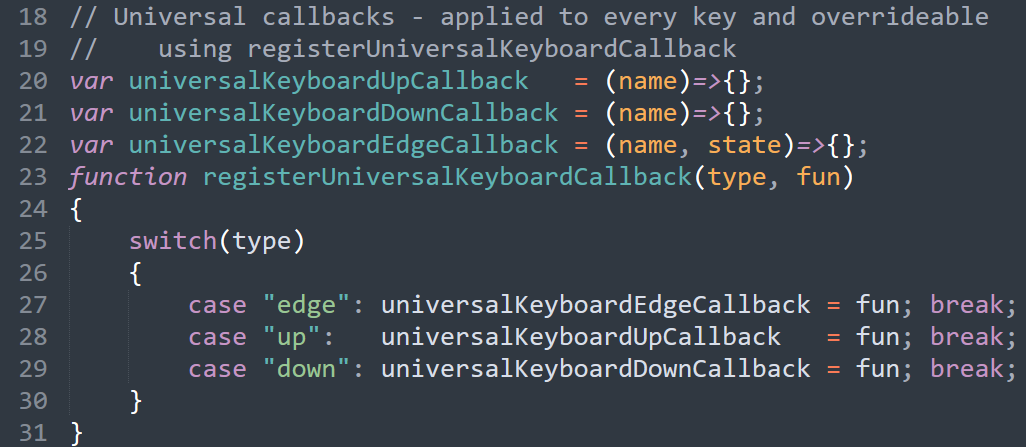 18 // Universal callbacks - applied to every key and overrideable
19 //    using registerUniversalKeyboardCallback
20 var universalKeyboardUpCallback   = (name)=>{};
21 var universalKeyboardDownCallback = (name)=>{};
22 var universalKeyboardEdgeCallback = (name, state)=>{};
23 function registerUniversalKeyboardCallback(type, fun)
24 {
25     switch(type)
26     {
27         case "edge": universalKeyboardEdgeCallback = fun; break;
28         case "up":   universalKeyboardUpCallback   = fun; break;
29         case "down": universalKeyboardDownCallback = fun; break;
30     }
31 }